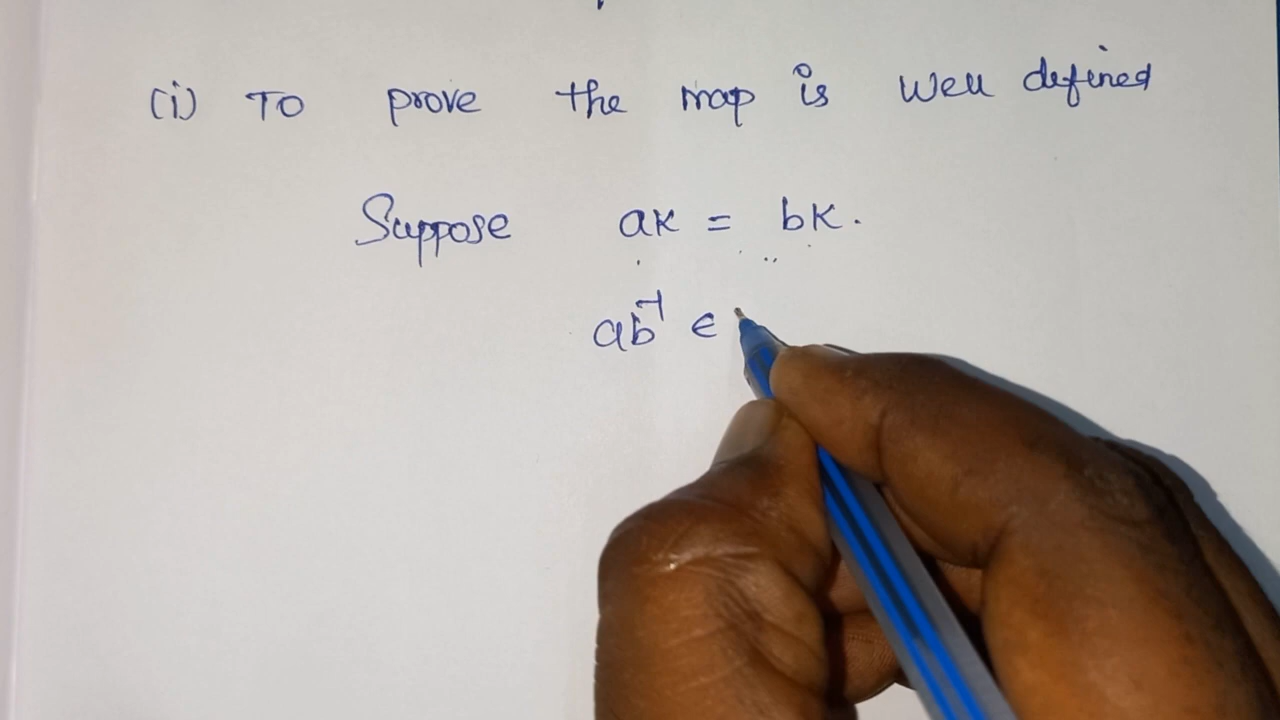 (i) To prove the map is well defined
Suppose ak = bk.
ab⁻¹ ∈